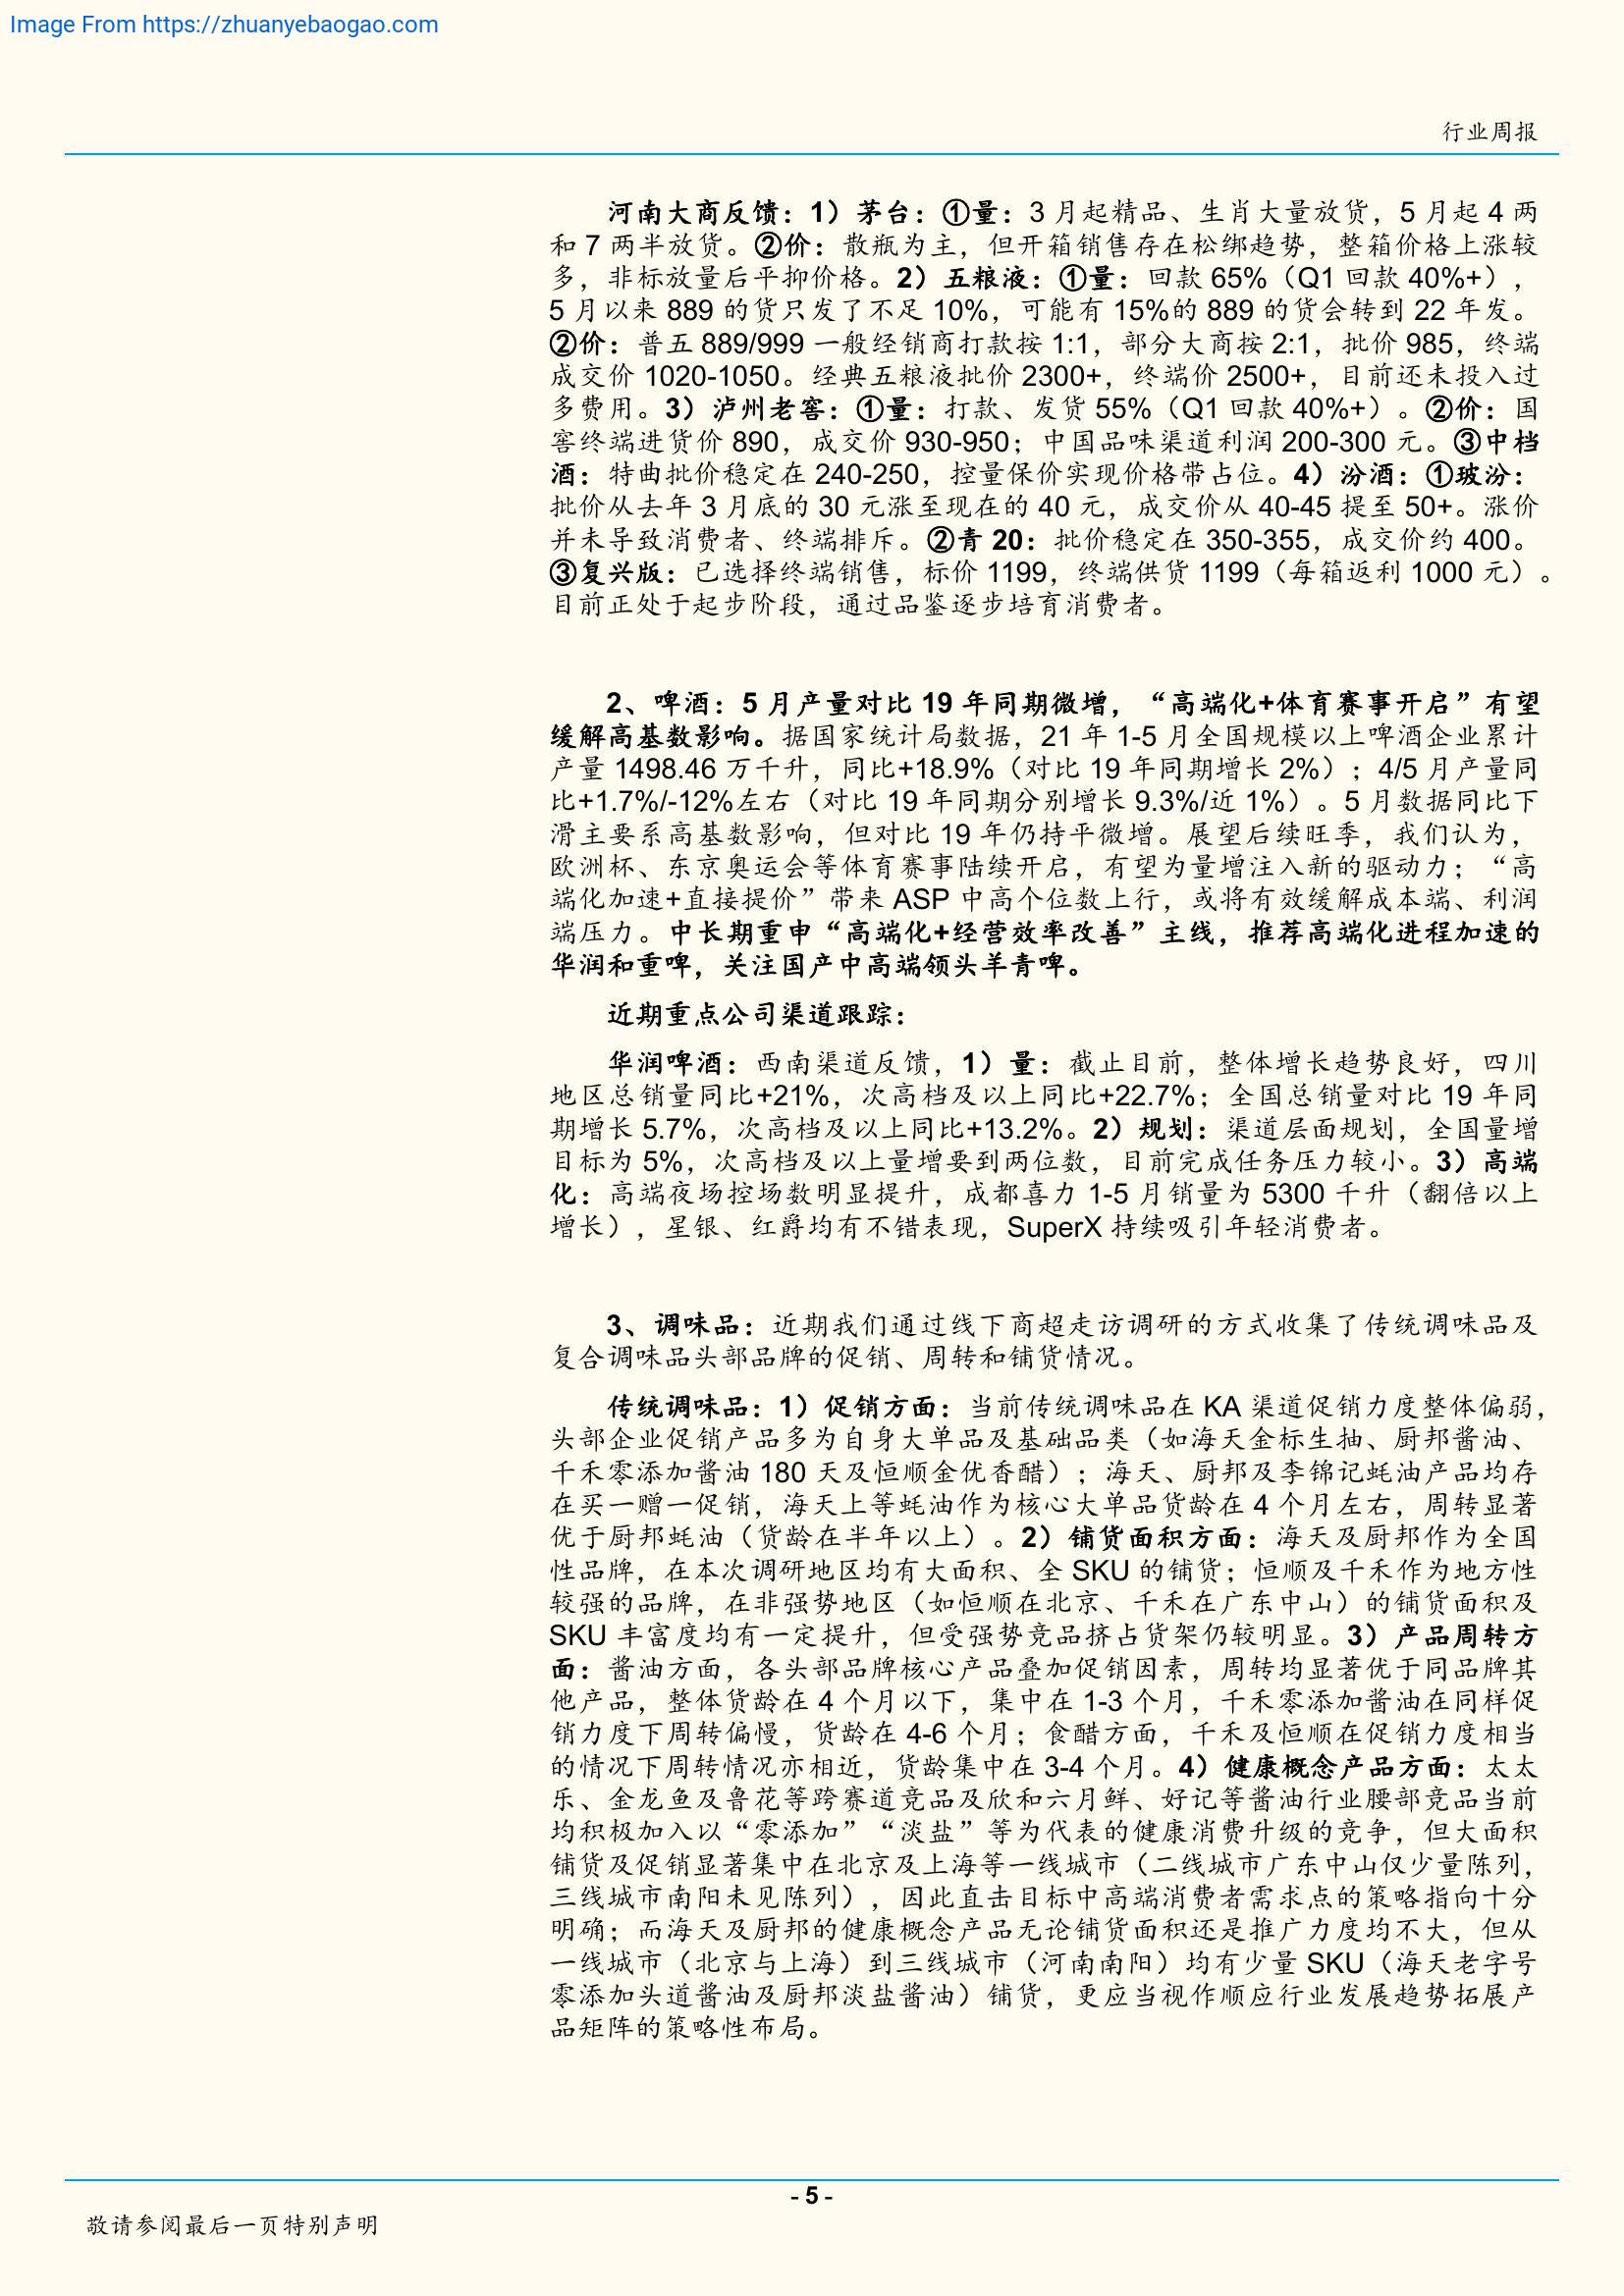 Image From https://zhuanyebaogao.com
行业周报
河南大商反馈：1）茅台：①量：3 月起精品、生肖大量放货，5 月起 4 两
和 7 两半放货。②价：散瓶为主，但开箱销售存在松绑趋势，整箱价格上涨较
多，非标放量后平抑价格。2）五粮液：①量：回款 65%（Q1 回款 40%+），
5 月以来 889 的货只发了不足 10%，可能有 15%的 889 的货会转到 22 年发。
②价：普五 889/999 一般经销商打款按 1:1，部分大商按 2:1，批价 985，终端
成交价 1020-1050。经典五粮液批价 2300+，终端价 2500+，目前还未投入过
多费用。3）泸州老窖：①量：打款、发货 55%（Q1 回款 40%+）。②价：国
窖终端进货价 890，成交价 930-950；中国品味渠道利润 200-300 元。③中档
酒：特曲批价稳定在 240-250，控量保价实现价格带占位。4）汾酒：①玻汾：
批价从去年 3 月底的 30 元涨至现在的 40 元，成交价从 40-45 提至 50+。涨价
并未导致消费者、终端排斥。②青 20：批价稳定在 350-355，成交价约 400。
③复兴版：已选择终端销售，标价 1199，终端供货 1199（每箱返利 1000 元）。
目前正处于起步阶段，通过品鉴逐步培育消费者。
2、啤酒：5 月产量对比 19 年同期微增，“高端化+体育赛事开启”有望
缓解高基数影响。据国家统计局数据，21 年 1-5 月全国规模以上啤酒企业累计
产量 1498.46 万千升，同比+18.9%（对比 19 年同期增长 2%）；4/5 月产量同
比+1.7%/-12%左右（对比 19 年同期分别增长 9.3%/近 1%）。5 月数据同比下
滑主要系高基数影响，但对比 19 年仍持平微增。展望后续旺季，我们认为，
欧洲杯、东京奥运会等体育赛事陆续开启，有望为量增注入新的驱动力；“高
端化加速+直接提价”带来 ASP 中高个位数上行，或将有效缓解成本端、利润
端压力。中长期重申“高端化+经营效率改善”主线，推荐高端化进程加速的
华润和重啤，关注国产中高端领头羊青啤。
近期重点公司渠道跟踪：
华润啤酒：西南渠道反馈，1）量：截止目前，整体增长趋势良好，四川
地区总销量同比+21%，次高档及以上同比+22.7%；全国总销量对比 19 年同
期增长 5.7%，次高档及以上同比+13.2%。2）规划：渠道层面规划，全国量增
目标为 5%，次高档及以上量增要到两位数，目前完成任务压力较小。3）高端
化：高端夜场控场数明显提升，成都喜力 1-5 月销量为 5300 千升（翻倍以上
增长），星银、红爵均有不错表现，SuperX 持续吸引年轻消费者。
3、调味品：近期我们通过线下商超走访调研的方式收集了传统调味品及
复合调味品头部品牌的促销、周转和铺货情况。
传统调味品：1）促销方面：当前传统调味品在 KA 渠道促销力度整体偏弱，
头部企业促销产品多为自身大单品及基础品类（如海天金标生抽、厨邦酱油、
千禾零添加酱油 180 天及恒顺金优香醋）；海天、厨邦及李锦记蚝油产品均存
在买一赠一促销，海天上等蚝油作为核心大单品货龄在 4 个月左右，周转显著
优于厨邦蚝油（货龄在半年以上）。2）铺货面积方面：海天及厨邦作为全国
性品牌，在本次调研地区均有大面积、全 SKU 的铺货；恒顺及千禾作为地方性
较强的品牌，在非强势地区（如恒顺在北京、千禾在广东中山）的铺货面积及
SKU 丰富度均有一定提升，但受强势竞品挤占货架仍较明显。3）产品周转方
面：酱油方面，各头部品牌核心产品叠加促销因素，周转均显著优于同品牌其
他产品，整体货龄在 4 个月以下，集中在 1-3 个月，千禾零添加酱油在同样促
销力度下周转偏慢，货龄在 4-6 个月；食醋方面，千禾及恒顺在促销力度相当
的情况下周转情况亦相近，货龄集中在 3-4 个月。4）健康概念产品方面：太太
乐、金龙鱼及鲁花等跨赛道竞品及欣和六月鲜、好记等酱油行业腰部竞品当前
均积极加入以“零添加”“淡盐”等为代表的健康消费升级的竞争，但大面积
铺货及促销显著集中在北京及上海等一线城市（二线城市广东中山仅少量陈列，
三线城市南阳未见陈列），因此直击目标中高端消费者需求点的策略指向十分
明确；而海天及厨邦的健康概念产品无论铺货面积还是推广力度均不大，但从
一线城市（北京与上海）到三线城市（河南南阳）均有少量 SKU（海天老字号
零添加头道酱油及厨邦淡盐酱油）铺货，更应当视作顺应行业发展趋势拓展产
品矩阵的策略性布局。
- 5 -
敬请参阅最后一页特别声明